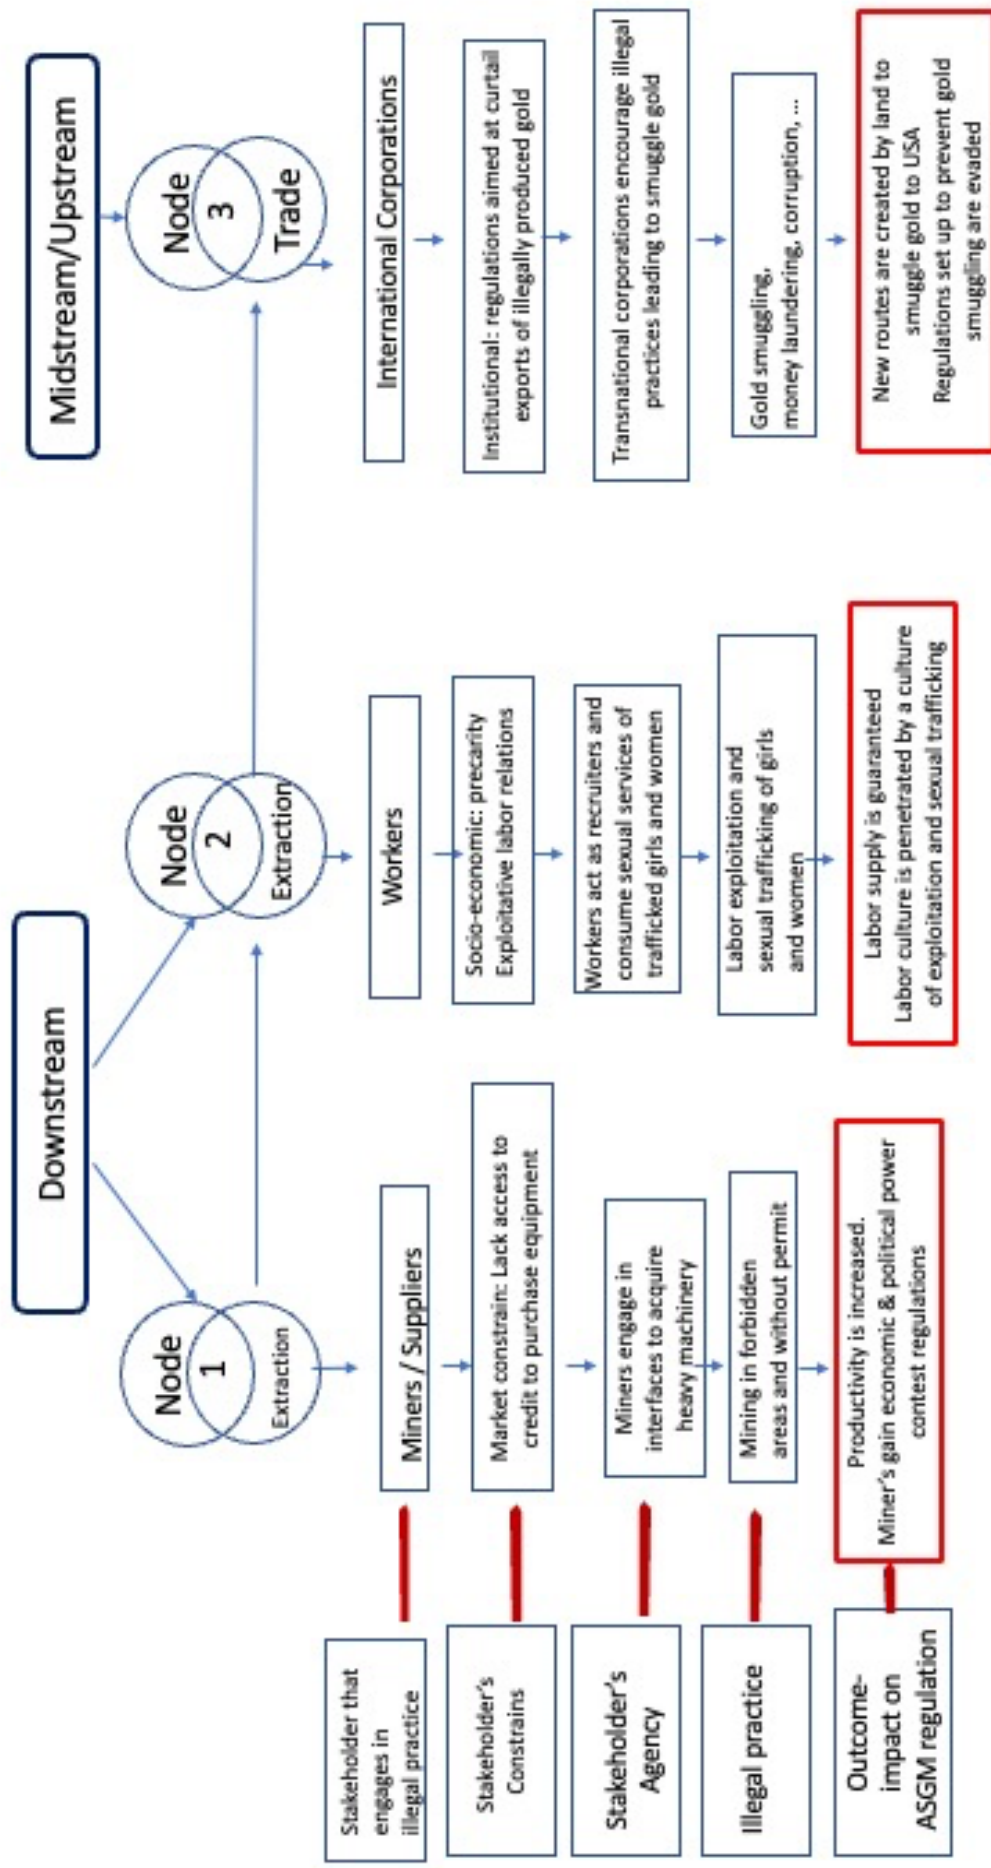 Downstream
Midstream/Upstream
Node
1
Extraction
Node
2
Extraction
Node
3
Trade
Stakeholder that
engages in
illegal practice
Miners / Suppliers
Workers
International Corporations
Stakeholder's
Constrains
Market constrain: Lack access to
credit to purchase equipment
Socio-economic: precarity
Exploitative labor relations
Institutional: regulations aimed at curtail
exports of illegally produced gold
Stakeholder's
Agency
Miners engage in
interfaces to acquire
heavy machinery
Workers act as recruiters and
consume sexual services of
trafficked girls and women
Transnational corporations encourage illegal
practices leading to smuggle gold
Illegal practice
Mining in forbidden
areas and without permit
Labor exploitation and
sexual trafficking of girls
and women
Gold smuggling,
money laundering, corruption, ...
Outcome-
impact on
ASGM regulation
Productivity is increased.
Miner's gain economic & political power
contest regulations
Labor supply is guaranteed
Labor culture is penetrated by a culture
of exploitation and sexual trafficking
New routes are created by land to
smuggle gold to USA
Regulations set up to prevent gold
smuggling are evaded